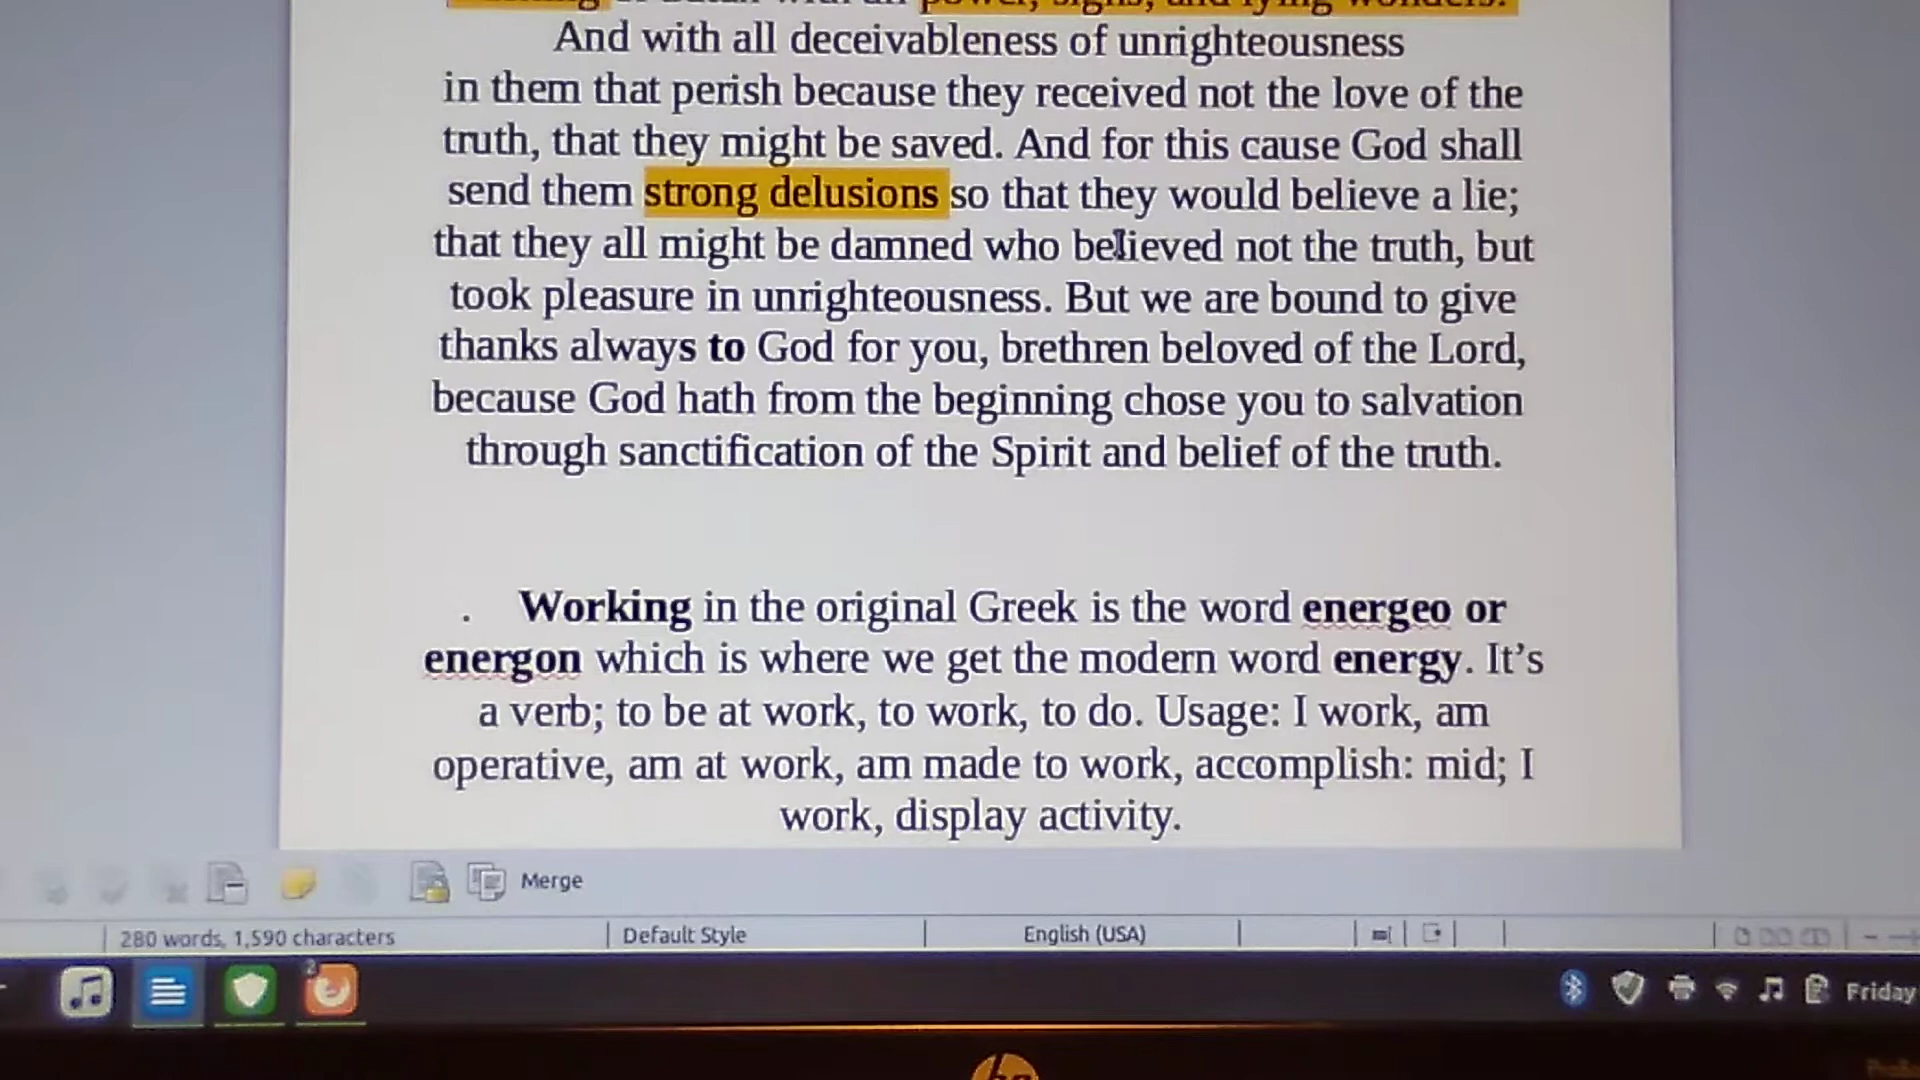 power, signs, and lying wonders.
And with all deceivableness of unrighteousness
in them that perish because they received not the love of the
truth, that they might be saved. And for this cause God shall
send them strong delusions so that they would believe a lie;
that they all might be damned who believed not the truth, but
took pleasure in unrighteousness. But we are bound to give
thanks always to God for you, brethren beloved of the Lord,
because God hath from the beginning chose you to salvation
through sanctification of the Spirit and belief of the truth.
. Working in the original Greek is the word energeo or
energon which is where we get the modern word energy. It’s
a verb; to be at work, to work, to do. Usage: I work, am
operative, am at work, am made to work, accomplish: mid; I
work, display activity.
Merge
280 words, 1,590 characters Default Style English (USA)
2
Friday
hp